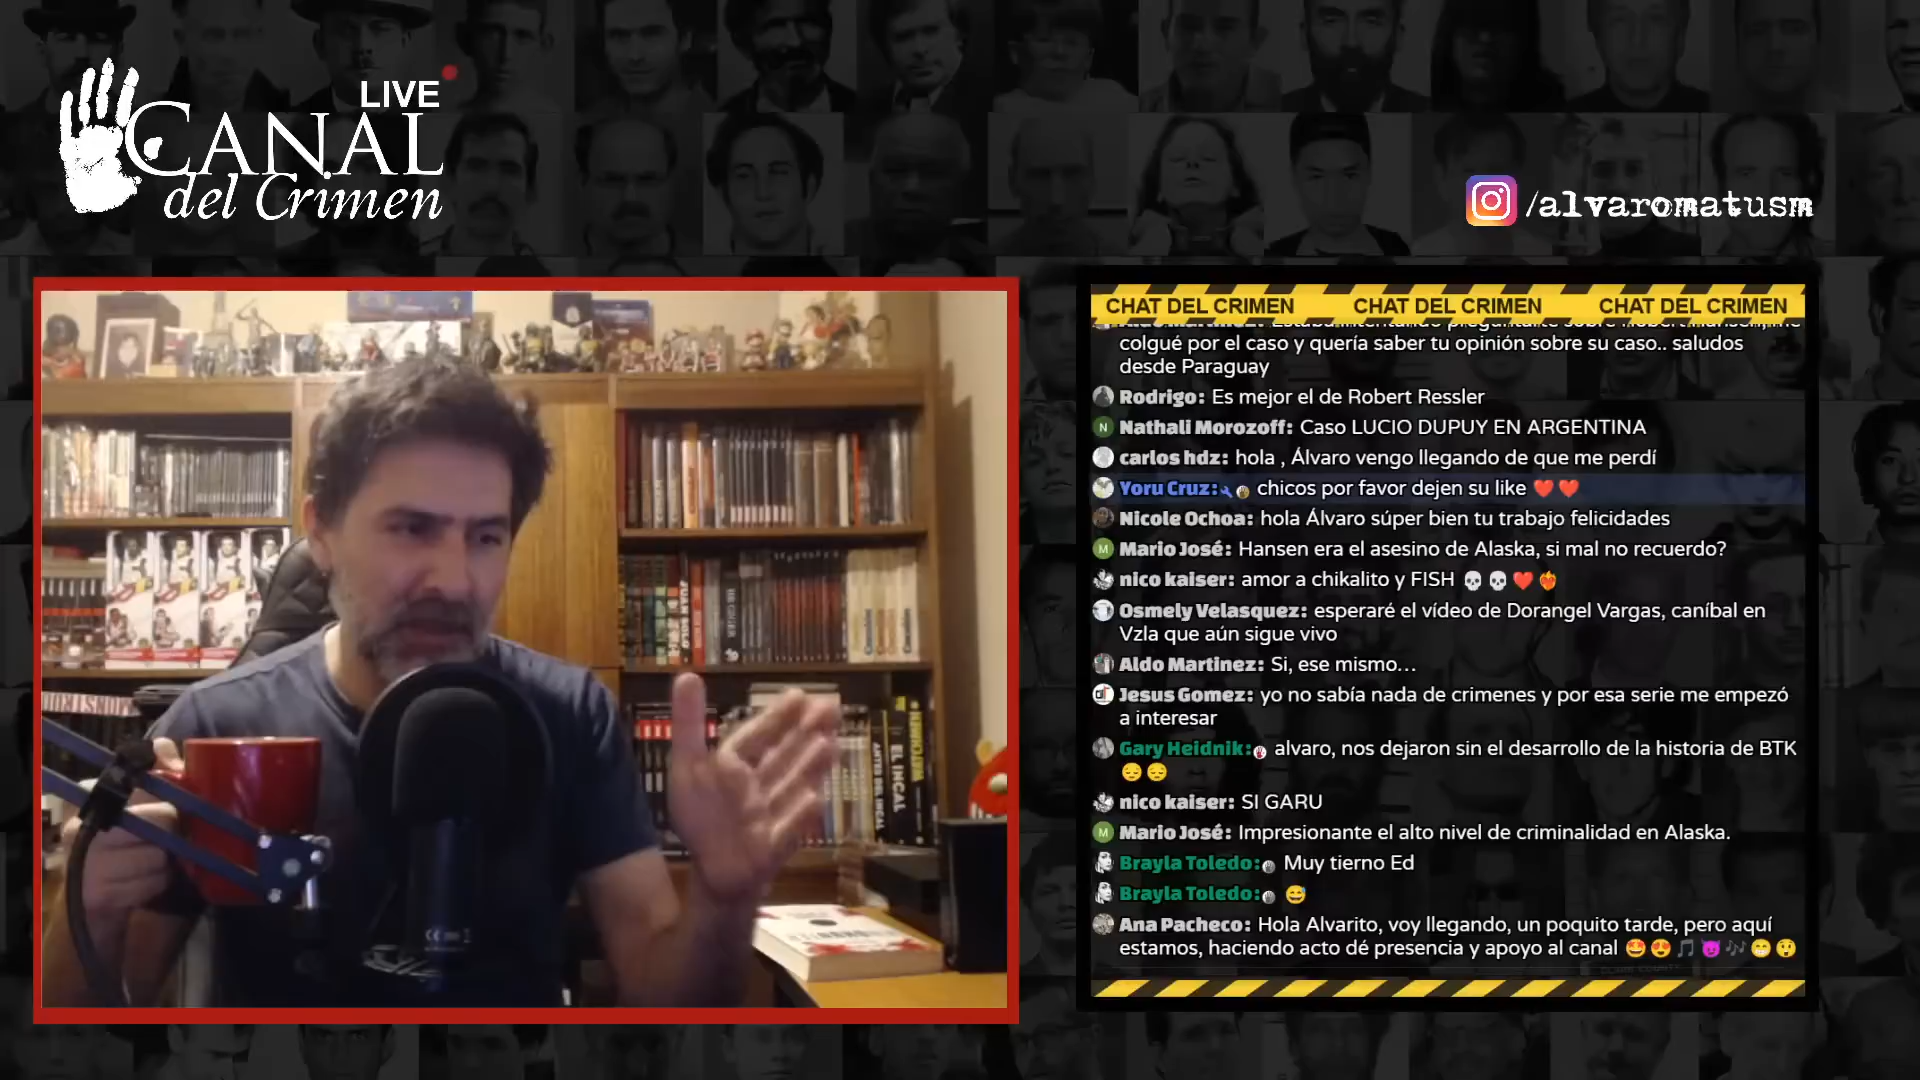 LIVE
CANAL
del Crimen
/alvaromatusm
CHAT DEL CRIMEN CHAT DEL CRIMEN CHAT DEL CRIMEN
colgué por el caso y quería saber tu opinión sobre su caso.. saludos
desde Paraguay
Rodrigo: Es mejor el de Robert Ressler
N Nathali Morozoff: Caso LUCIO DUPUY EN ARGENTINA
carlos hdz: hola , Álvaro vengo llegando de que me perdí
Yoru Cruz: chicos por favor dejen su like ❤️❤️
Nicole Ochoa: hola Álvaro súper bien tu trabajo felicidades
M Mario José: Hansen era el asesino de Alaska, si mal no recuerdo?
nico kaiser: amor a chikalito y FISH 💀💀❤️❤️‍🔥
Osmely Velasquez: esperaré el vídeo de Dorangel Vargas, caníbal en
Vzla que aún sigue vivo
Aldo Martinez: Si, ese mismo...
Jesus Gomez: yo no sabía nada de crimenes y por esa serie me empezó
a interesar
Gary Heidnik: alvaro, nos dejaron sin el desarrollo de la historia de BTK
😔😔
nico kaiser: SI GARU
M Mario José: Impresionante el alto nivel de criminalidad en Alaska.
Brayla Toledo: Muy tierno Ed
Brayla Toledo: 😅
Ana Pacheco: Hola Alvarito, voy llegando, un poquito tarde, pero aquí
estamos, haciendo acto dé presencia y apoyo al canal 🤩😍🎵😈🎶😁😲
EL INCAL
ANTES DEL INCAL